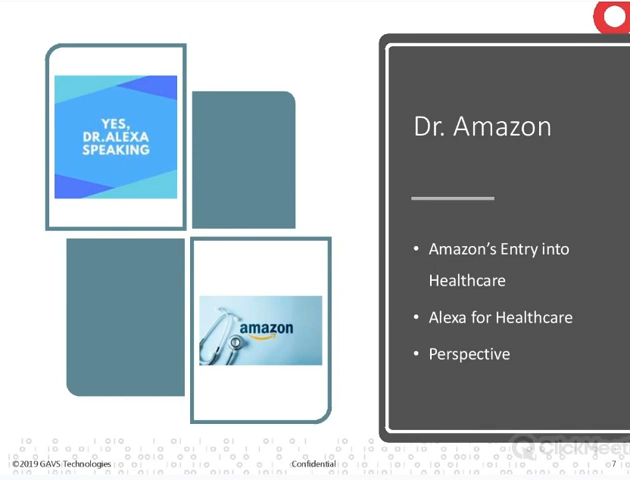 YES,
DR.ALEXA
SPEAKING
amazon
Dr. Amazon
• Amazon's Entry into
Healthcare
• Alexa for Healthcare
• Perspective
©2019 GAVS Technologies
Confidential
ClickMeet
7